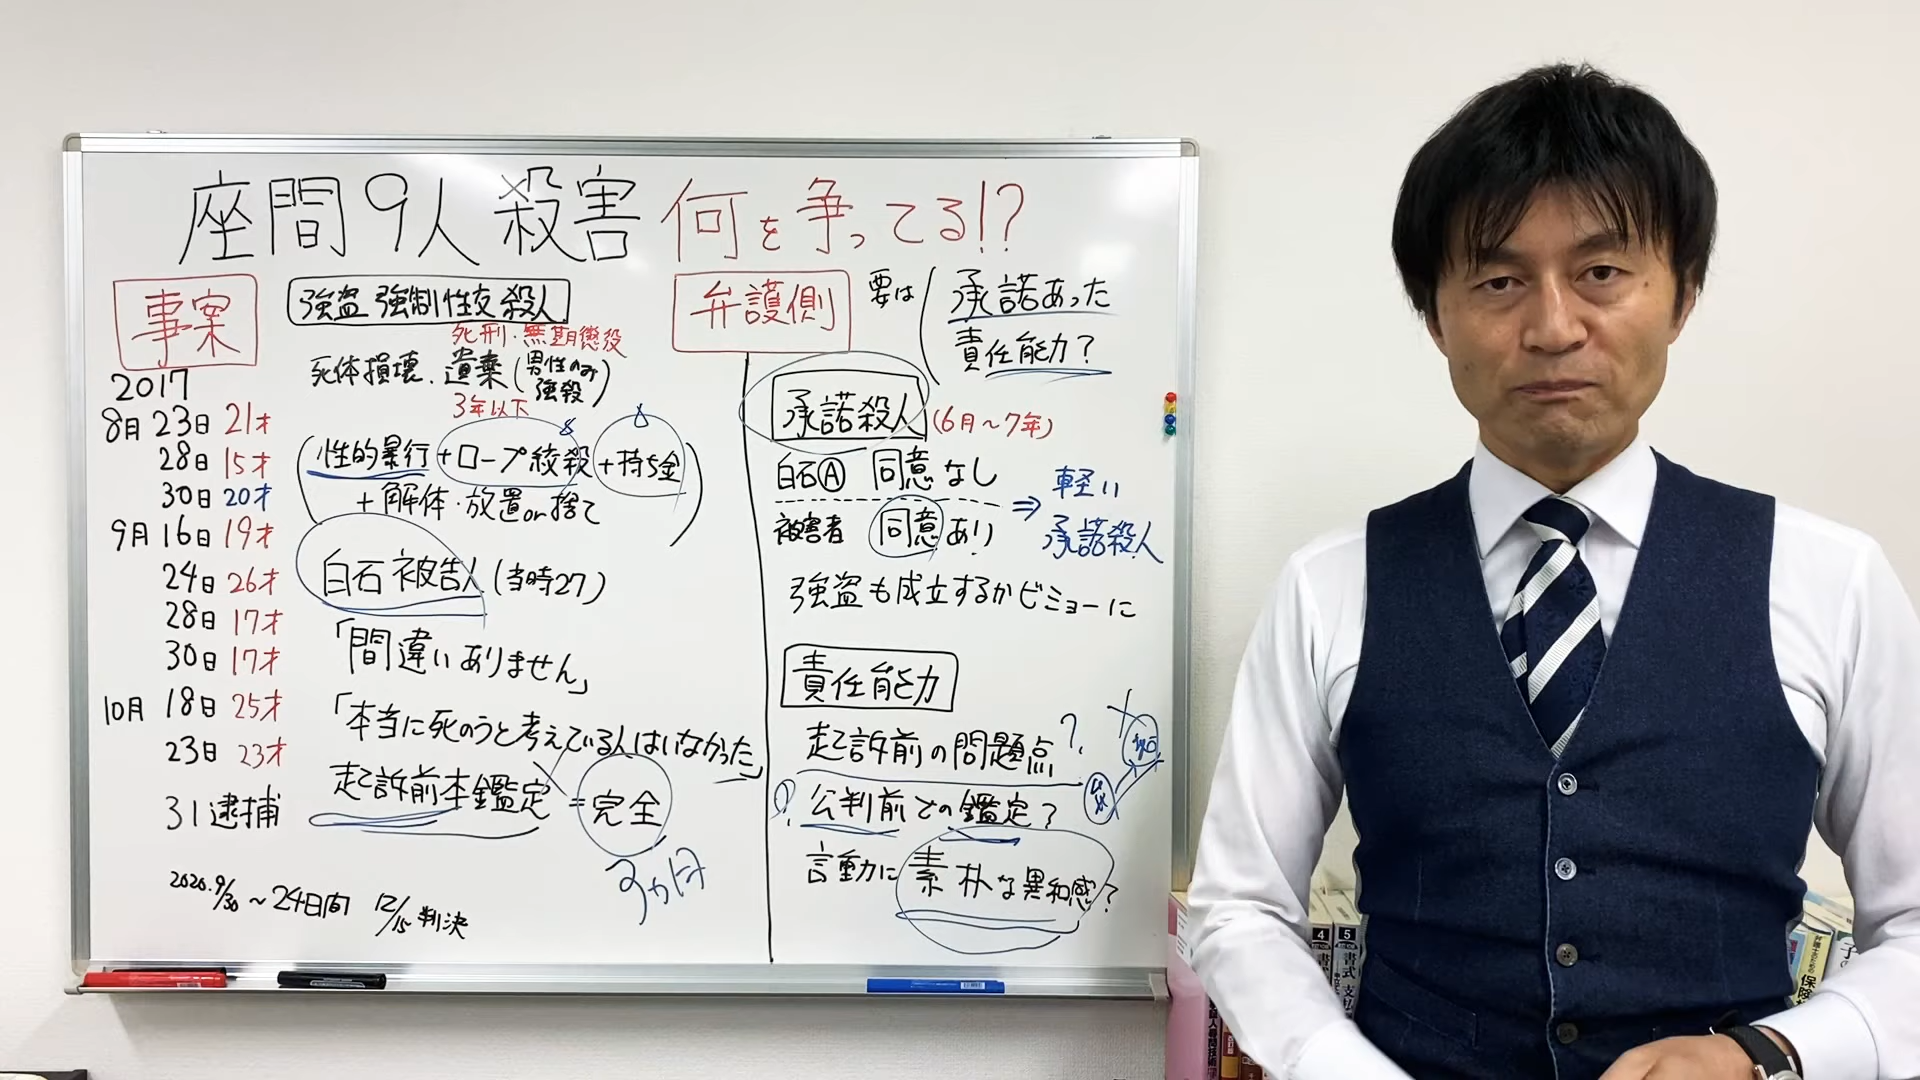 座間9人殺害 何を争ってる!?
事案
2017
8月23日 21才
28日 15才
30日 20才
9月16日 19才
24日 26才
28日 17才
30日 17才
10月 18日 25才
23日 23才
31逮捕
2020.9/30~24日間 12/15判決
強盗強制性交殺人
死刑・無期懲役
死体損壊.遺棄(男性のみ
強殺)
3年以下
(性的暴行+ロープ絞殺+持ち金)
+解体・放置or捨て
白石被告人(当時27)
「間違いありません」
「本当に死のうと考えている人はいなかった」
起訴前本鑑定=完全
弁護側
要は
承諾あった
責任能力?
承諾殺人(6月~7年)
白石Ⓐ 同意なし
被害者 同意あり
⇒軽い
承諾殺人
強盗も成立するかビミョーに
責任能力
起訴前の問題点?
公判前での鑑定?
言動に素朴な異和感?
4
5
書式
保険